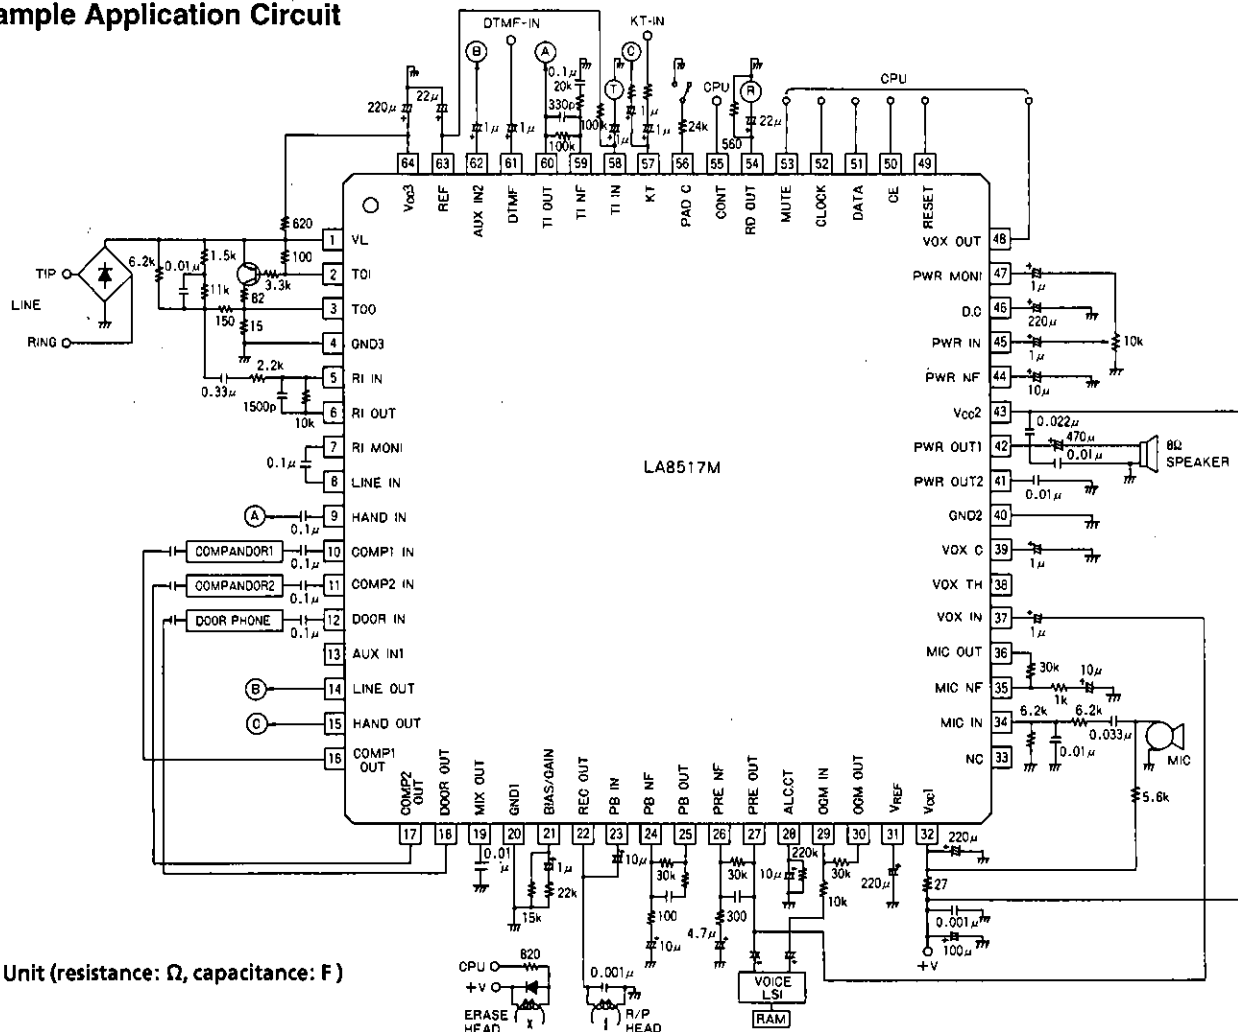 ample Application Circuit
DTMF-IN
KT-IN
B
A
C
0.1μ
20k
330p
100k
100k
T
CPU
R
CPU
220μ
22μ
1μ
1μ
1μ
1μ
1μ
24k
560
22μ
64 63 62 61 60 59 58 57 56 55 54 53 52 51 50 49
Vcc3
REF
AUX IN2
DTMF
TI OUT
TI NF
TI IN
KT
PAD C
CONT
RD OUT
MUTE
CLOCK
DATA
CE
RESET
620
1 VL
100
6.2k
0.01μ
1.5k
11k
3.3k
82
150
15
TIP
LINE
RING
2 TOI
3 TOO
4 GND3
2.2k
0.33μ
1500p
10k
5 RI IN
6 RI OUT
7 RI MONI
0.1μ
8 LINE IN
A
0.1μ
9 HAND IN
COMPANDOR1
0.1μ
10 COMP1 IN
COMPANDOR2
0.1μ
11 COMP2 IN
DOOR PHONE
0.1μ
12 DOOR IN
13 AUX IN1
B
14 LINE OUT
C
15 HAND OUT
16 COMP1
OUT
LA8517M
VOX OUT 48
PWR MONI 47
1μ
D.C 46
220μ
PWR IN 45
1μ
10k
PWR NF 44
10μ
Vcc2 43
0.022μ
PWR OUT1 42
470μ
0.01μ
8Ω
SPEAKER
PWR OUT2 41
0.01μ
GND2 40
VOX C 39
1μ
VOX TH 38
VOX IN 37
1μ
MIC OUT 36
30k
10μ
MIC NF 35
1k
6.2k
6.2k
MIC IN 34
0.033μ
0.01μ
NC 33
MIC
5.6k
COMP2
OUT
DOOR OUT
MIX OUT
GND1
BIAS/GAIN
REC OUT
PB IN
PB NF
PB OUT
PRE NF
PRE OUT
ALC.CT
OGM IN
OGM OUT
VREF
Vcc1
17 18 19 20 21 22 23 24 25 26 27 28 29 30 31 32
0.01
μ
1μ
22k
15k
10μ
30k
100
10μ
30k
300
4.7μ
220k
10μ
30k
10k
220μ
220μ
27
0.001μ
100μ
+V
CPU
820
+V
ERASE
HEAD
0.001μ
R/P
HEAD
VOICE
LSI
RAM
Unit (resistance: Ω, capacitance: F)